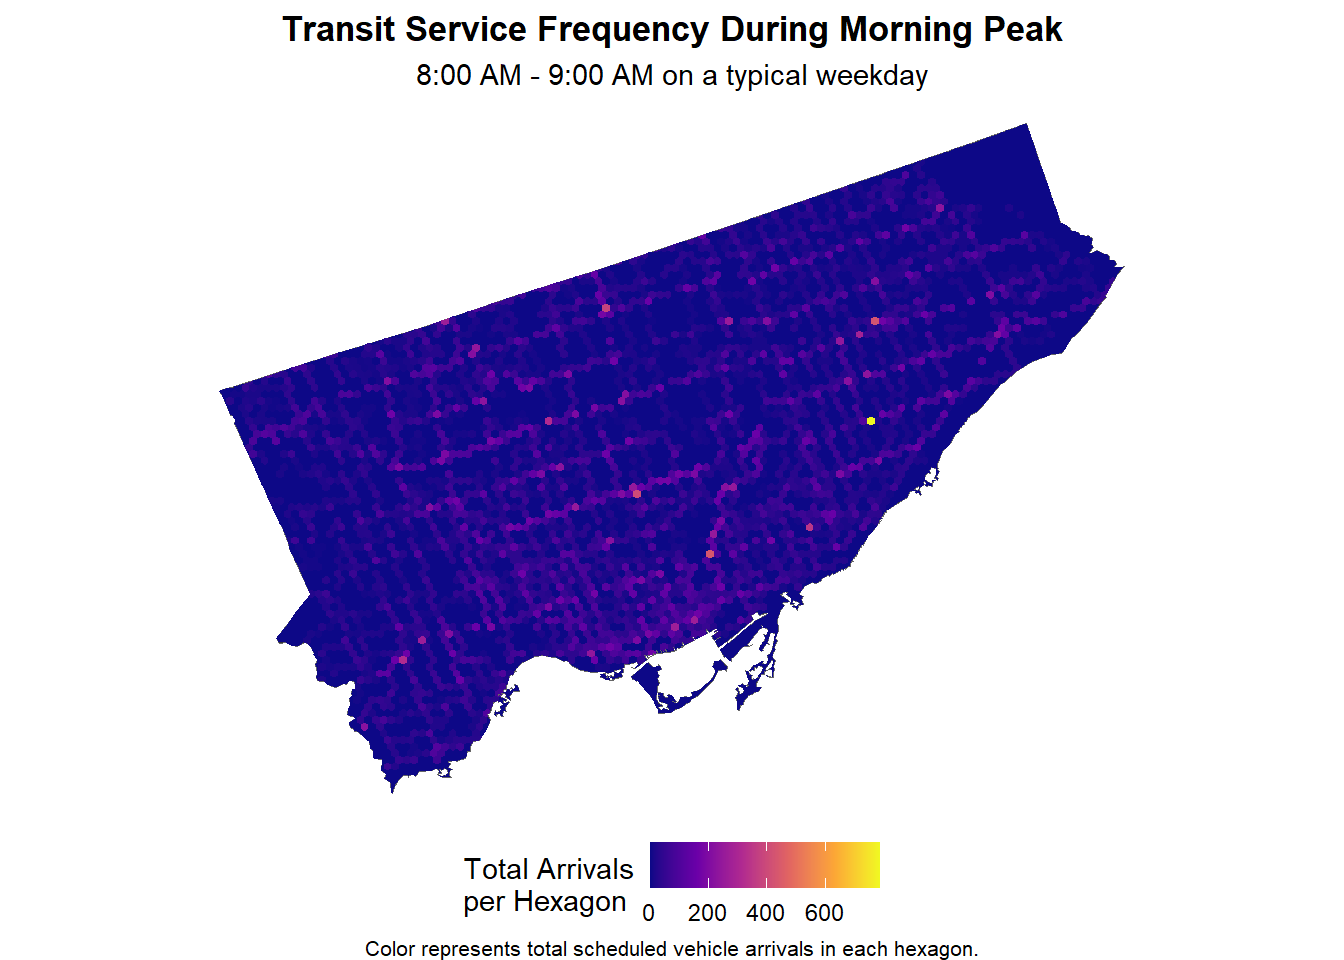 Transit Service Frequency During Morning Peak
8:00 AM - 9:00 AM on a typical weekday
Total Arrivals
per Hexagon
0 200 400 600
Color represents total scheduled vehicle arrivals in each hexagon.